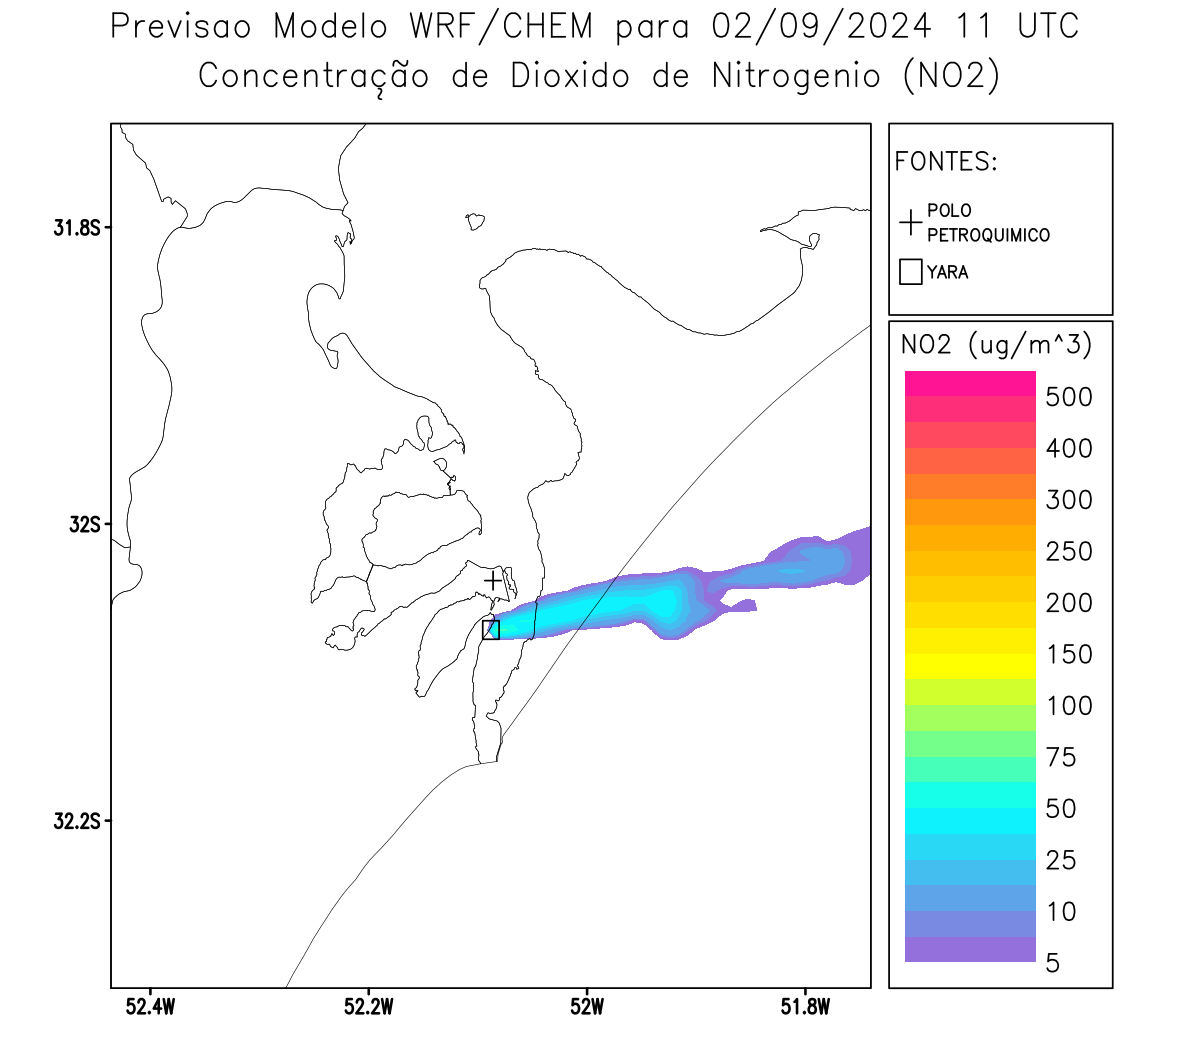 Previsao Modelo WRF/CHEM para 02/09/2024 11 UTC
Concentração de Dioxido de Nitrogenio (NO2)
FONTES:
POLO
PETROQUIMICO
YARA
NO2 (ug/m^3)
500
400
300
250
200
150
100
75
50
25
10
5
31.8S
32S
32.2S
52.4W 52.2W 52W 51.8W